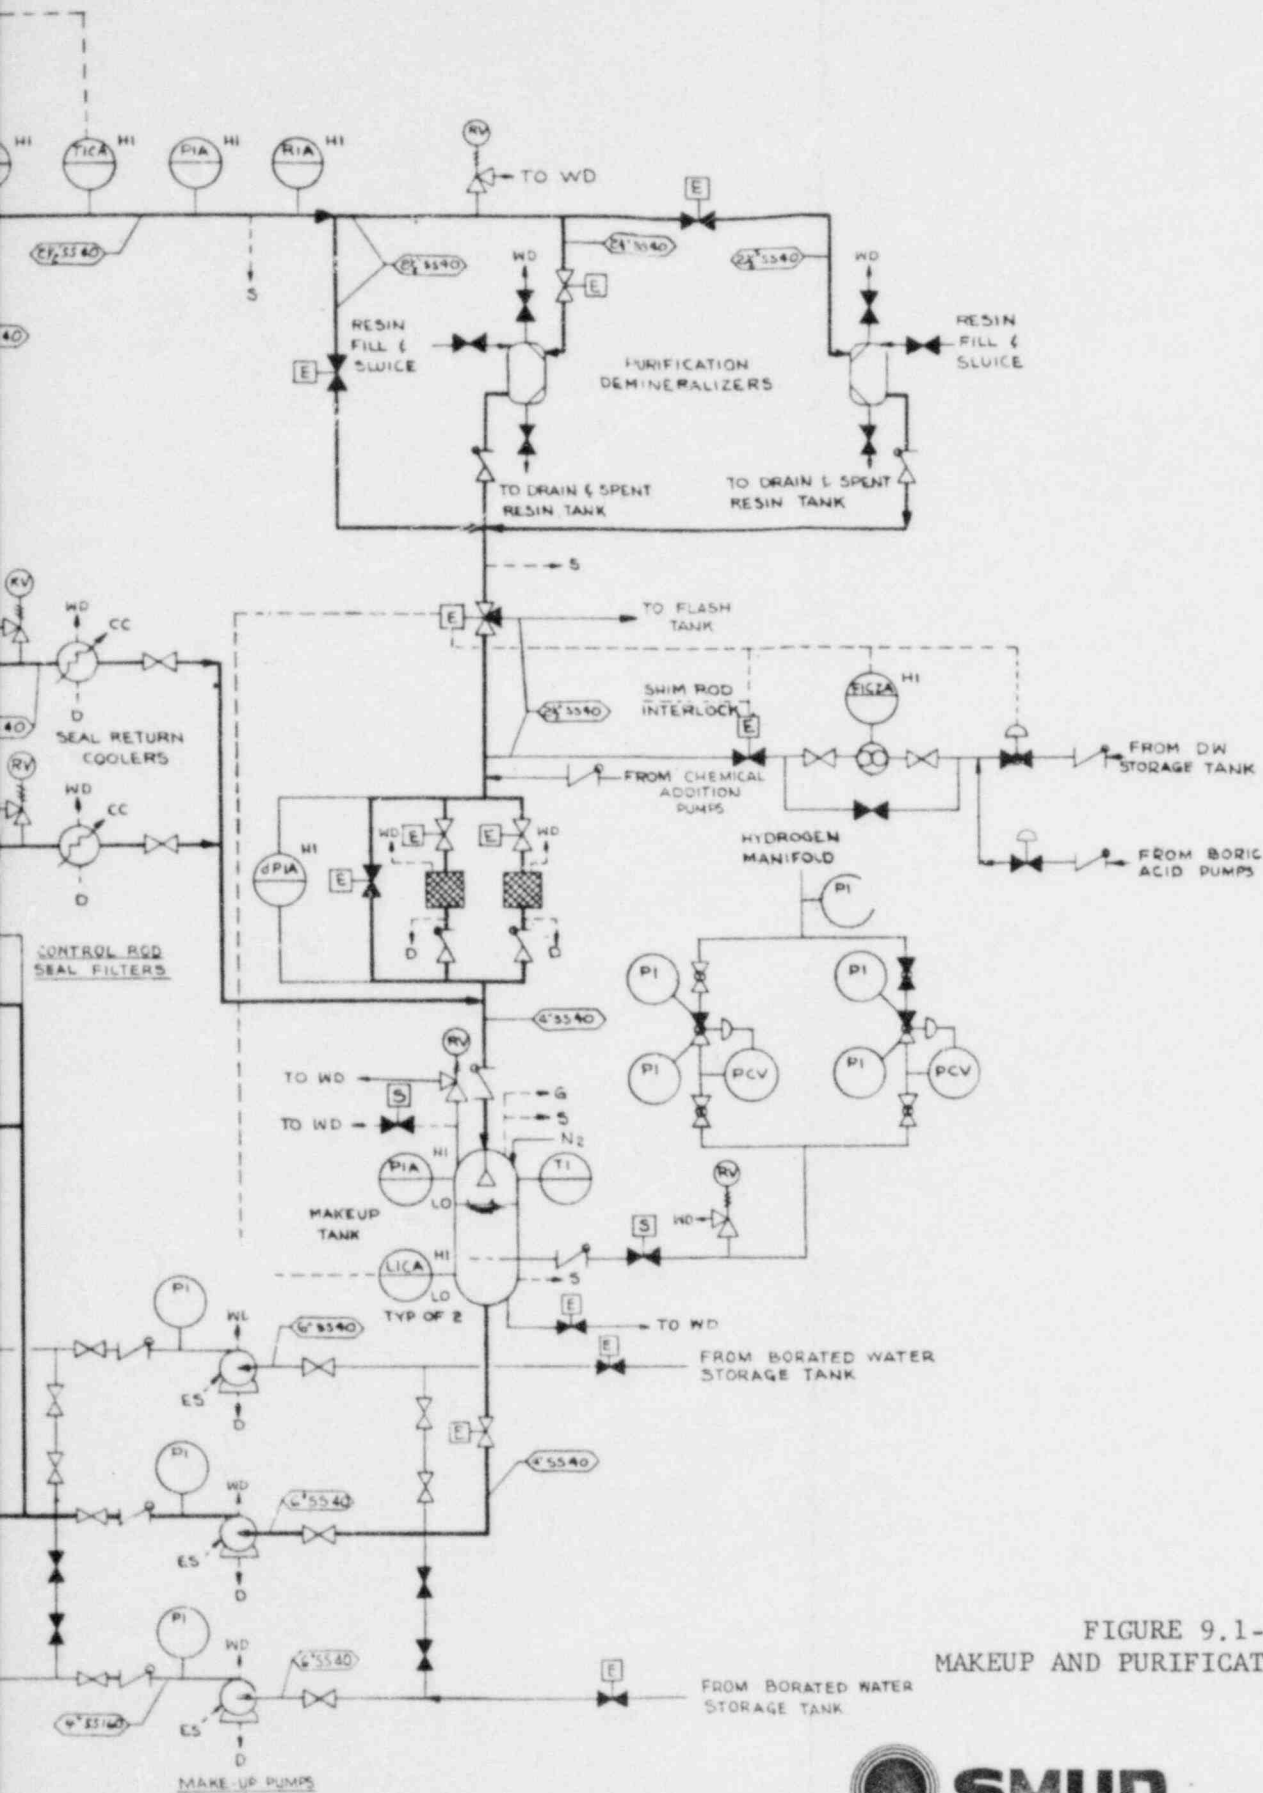 HI
TICA
HI
PIA
HI
RIA
HI
RV
TO WD
E
2½" SS40
2½" SS40
2½" SS40
2½" SS40
S
WD
E
WD
RESIN
FILL &
SLUICE
E
PURIFICATION
DEMINERALIZERS
RESIN
FILL &
SLUICE
40
TO DRAIN & SPENT
RESIN TANK
TO DRAIN & SPENT
RESIN TANK
S
RV
WD
CC
E
TO FLASH
TANK
D
40
SEAL RETURN
COOLERS
2½" SS40
SHIM ROD
INTERLOCK
E
HI
FROM DW
STORAGE TANK
RV
WD
CC
D
FROM CHEMICAL
ADDITION
PUMPS
HYDROGEN
MANIFOLD
FROM BORIC
ACID PUMPS
dPIA
HI
E
WD
E
E
WD
D
D
PI
CONTROL ROD
SEAL FILTERS
PI
PI
4" SS40
PI
PCV
PI
PCV
RV
TO WD
S
TO WD
G
S
N2
HI
PIA
LO
TI
MAKEUP
TANK
RV
WD
S
HI
LICA
LO
S
TYP OF 2
E
TO WD
PI
6" SS40
E
FROM BORATED WATER
STORAGE TANK
ES
D
E
4" SS40
PI
WD
6" SS40
ES
D
PI
WD
6" SS40
E
FROM BORATED WATER
STORAGE TANK
4" SS160
ES
D
MAKE-UP PUMPS
FIGURE 9.1-
MAKEUP AND PURIFICAT
SMUD